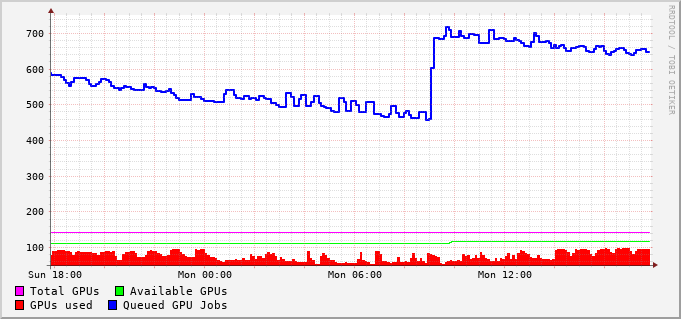 700
600
500
400
300
200
100
Sun 18:00 Mon 00:00 Mon 06:00 Mon 12:00
Total GPUs Available GPUs
GPUs used Queued GPU Jobs
RRDTOOL / TOBI OETIKER